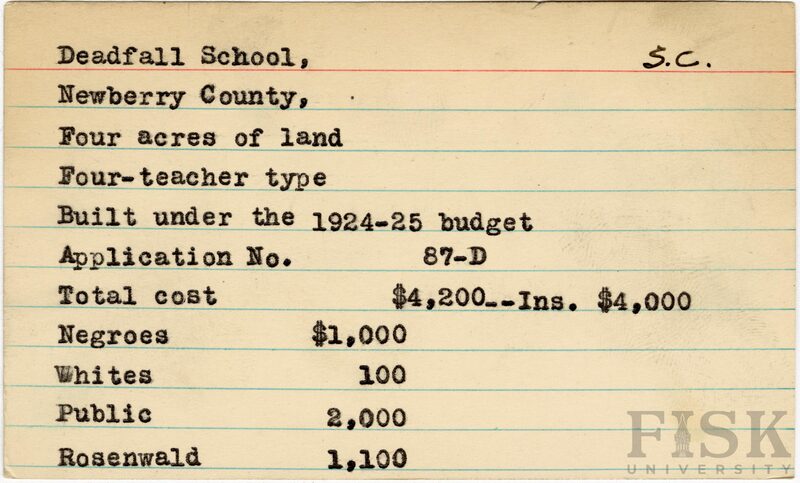 Deadfall School, S.C.
Newberry County,
Four acres of land
Four-teacher type
Built under the 1924-25 budget
Application No. 87-D
Total cost $4,200--Ins. $4,000
Negroes $1,000
Whites 100
Public 2,000
Rosenwald 1,100
FISK
UNIVERSITY